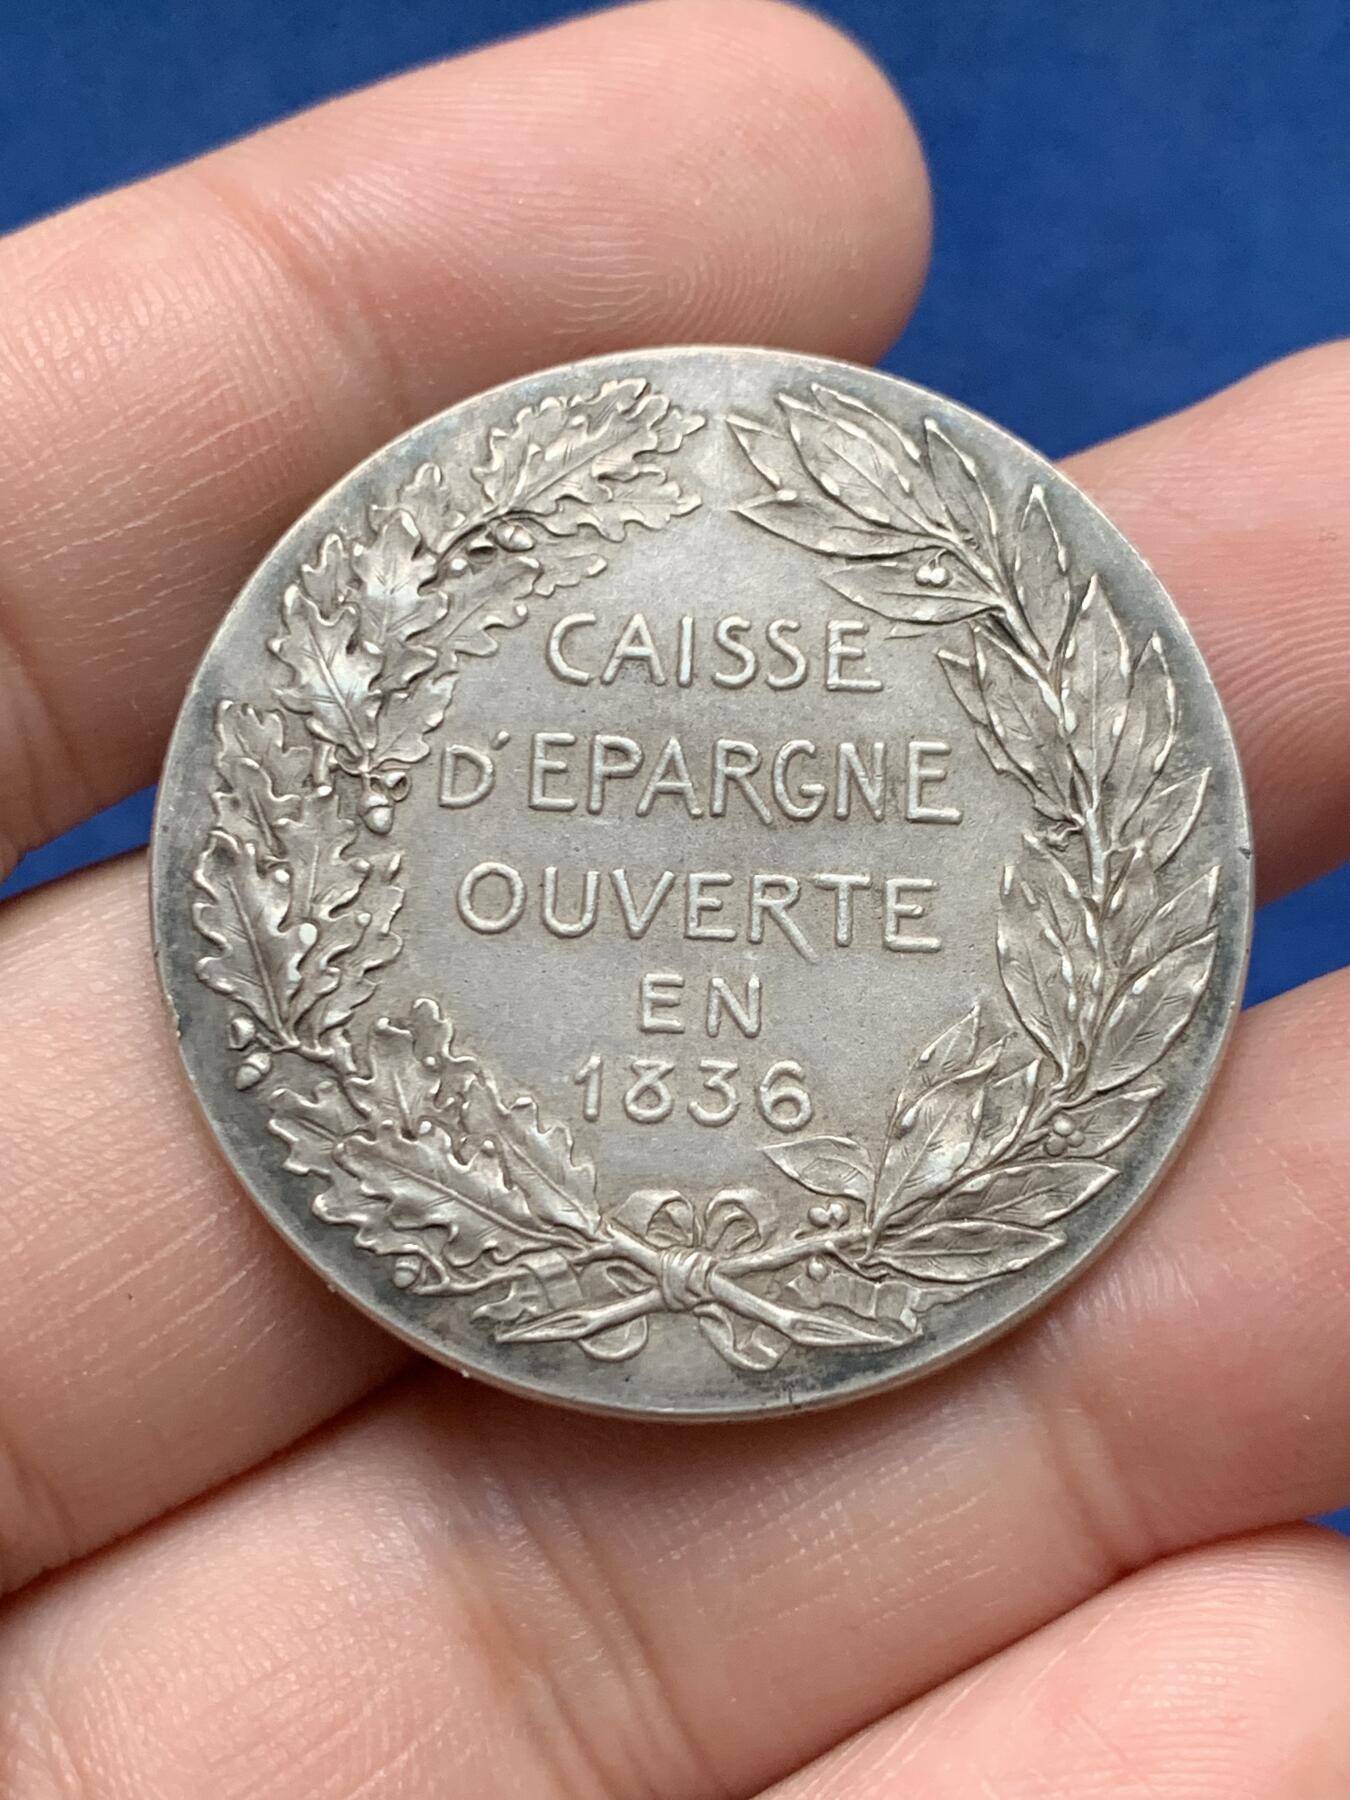 CAISSE
D'EPARGNE
OUVERTE
EN
1836